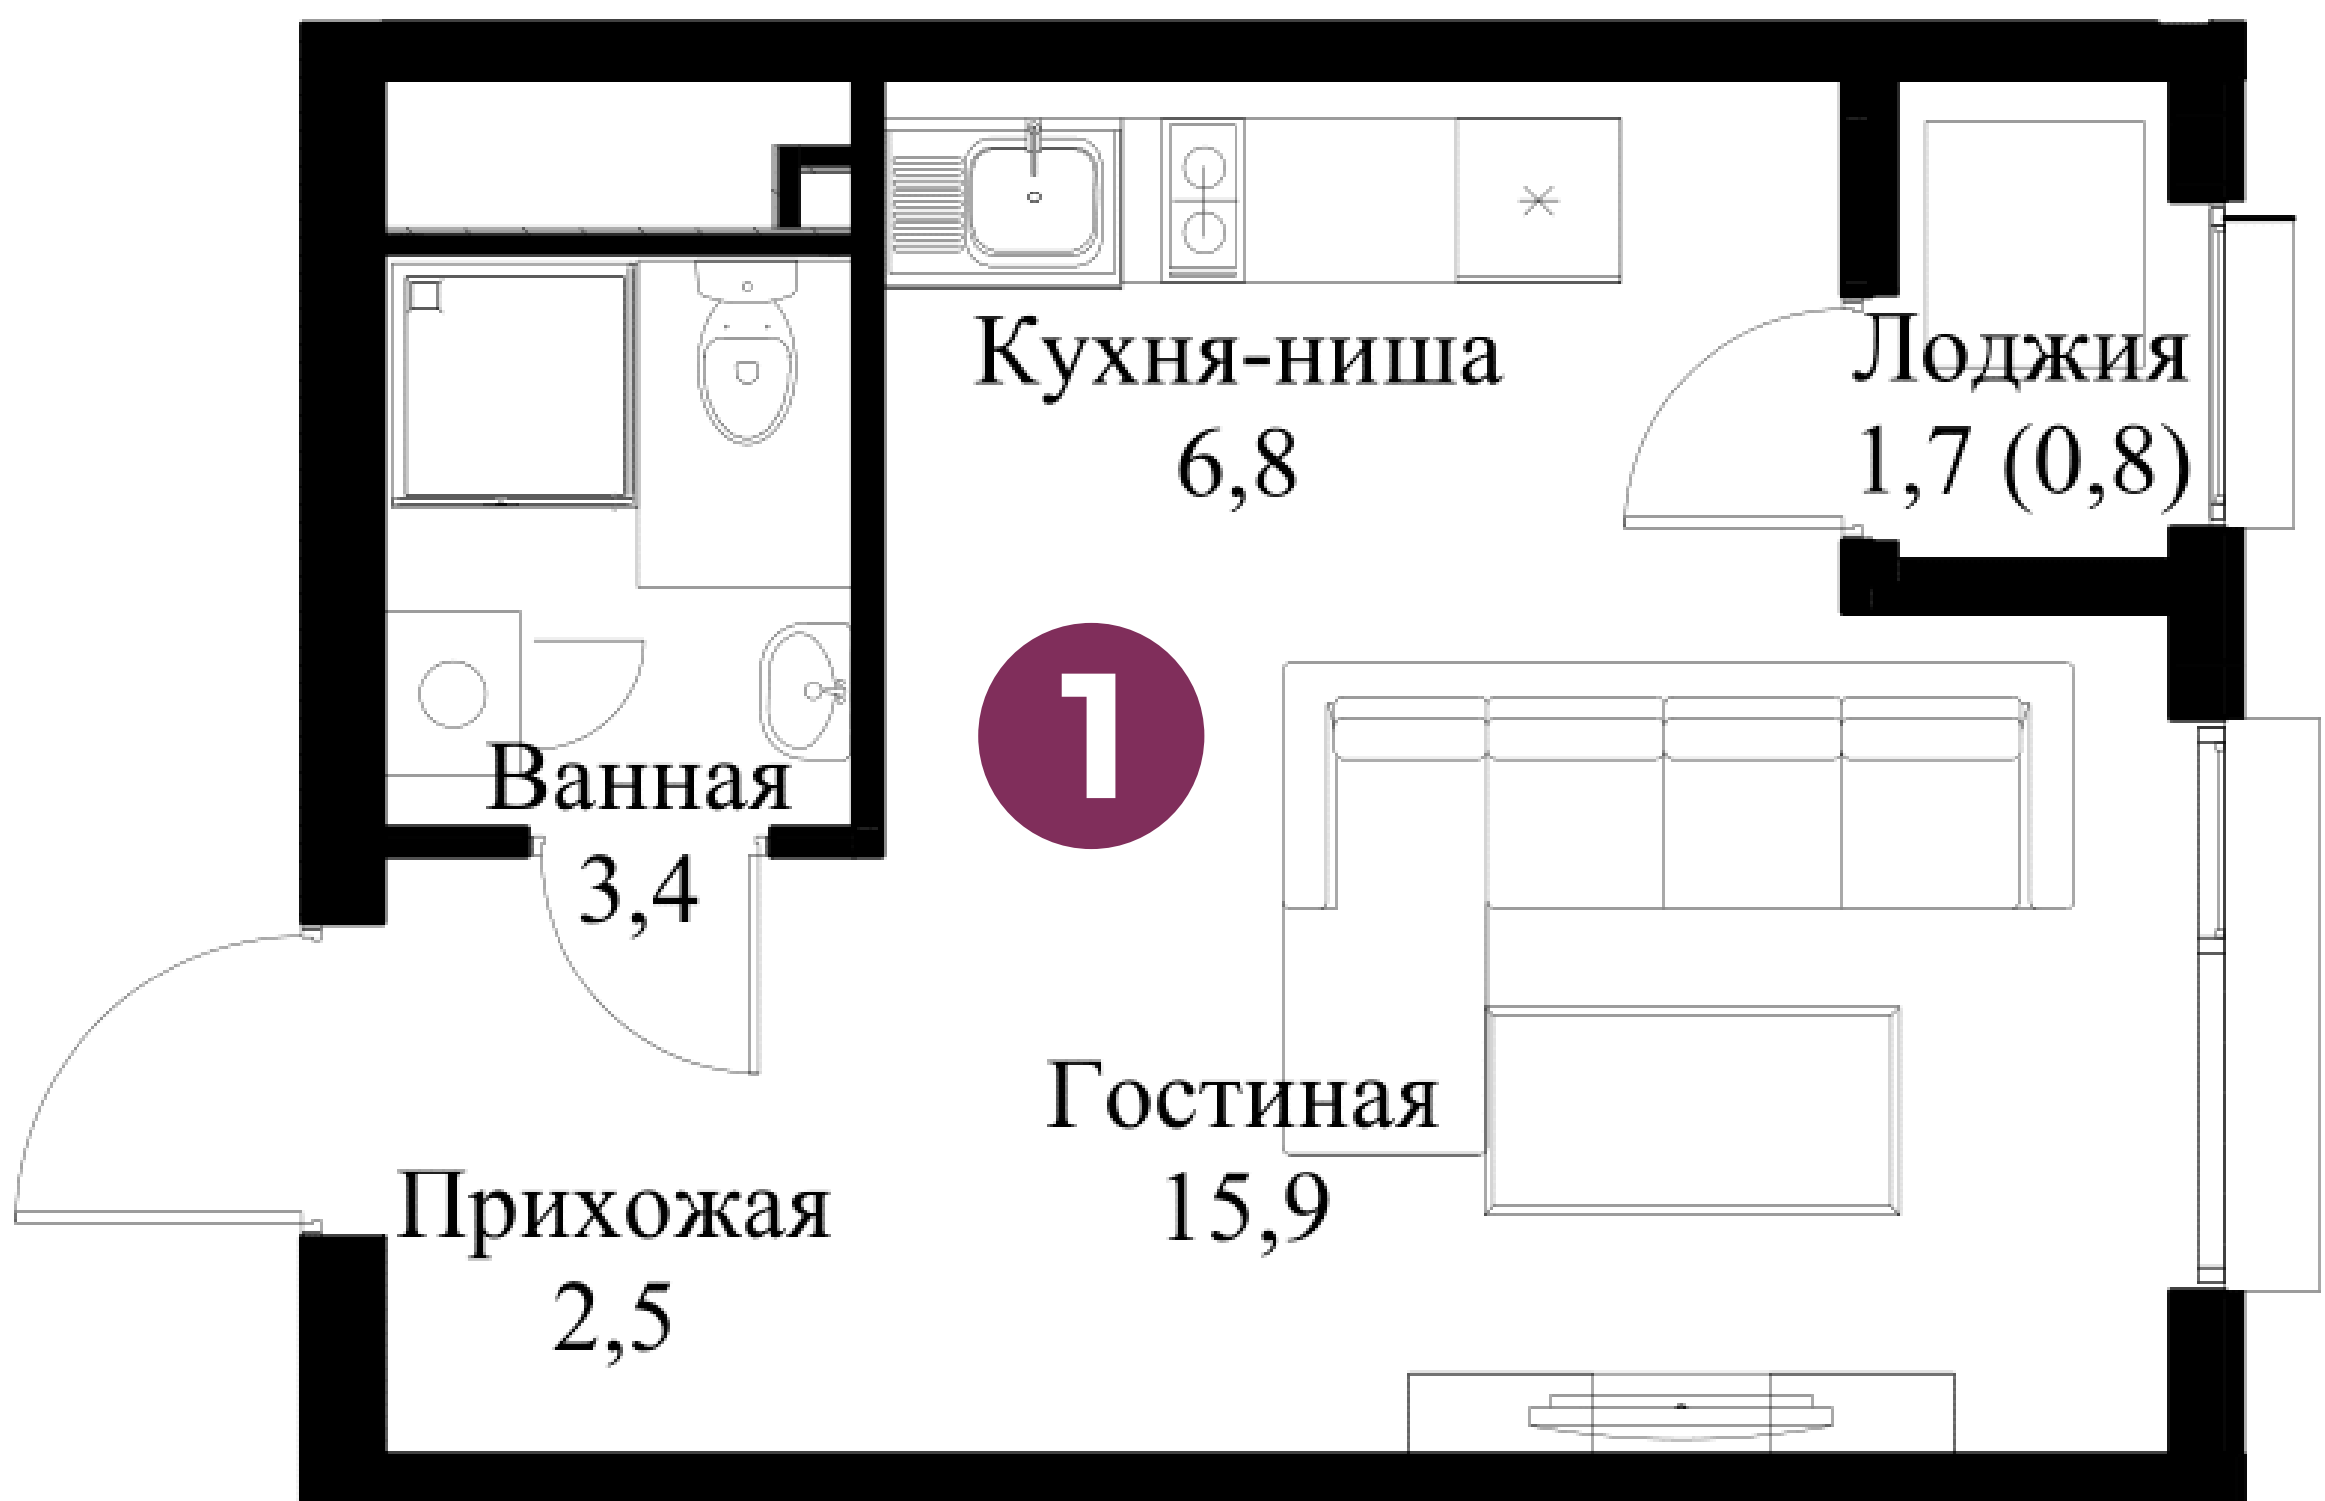 Кухня-ниша
6,8
Лоджия
1,7 (0,8)
1
Ванная
3,4
Гостиная
15,9
Прихожая
2,5